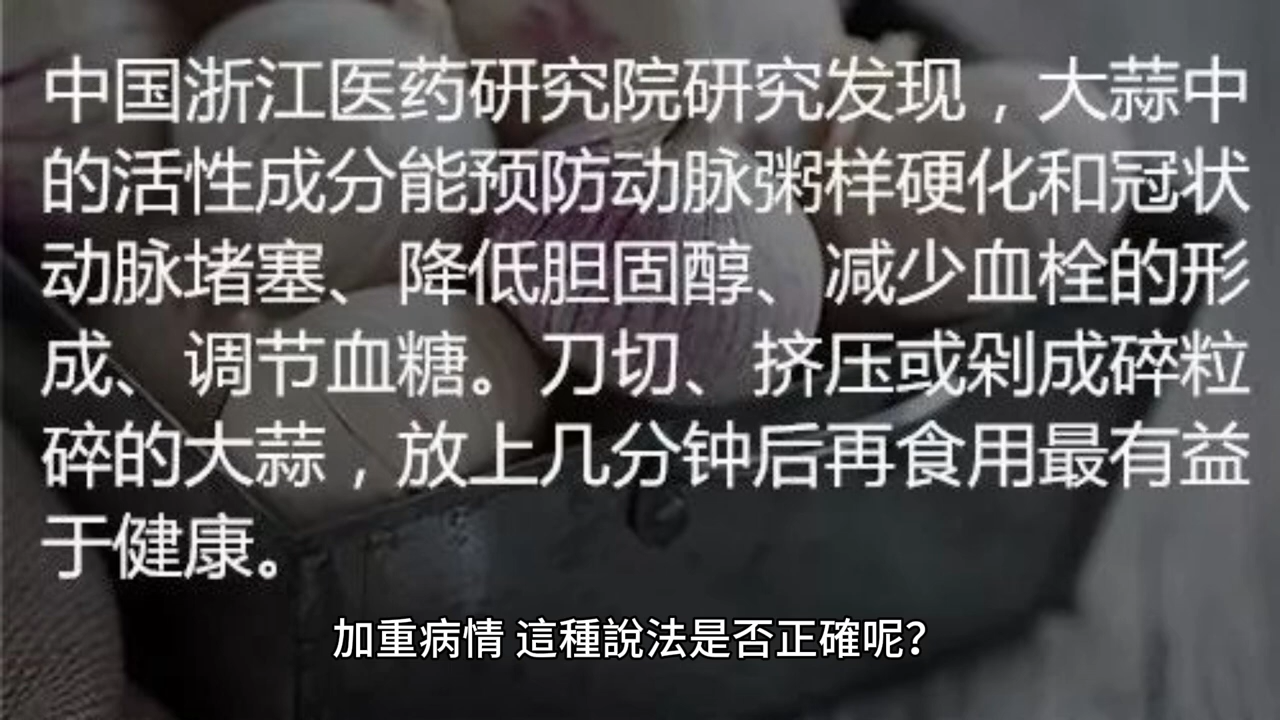 中国浙江医药研究院研究发现，大蒜中
的活性成分能预防动脉粥样硬化和冠状
动脉堵塞、降低胆固醇、减少血栓的形
成、调节血糖。刀切、挤压或剁成碎粒
碎的大蒜，放上几分钟后再食用最有益
于健康。
加重病情 這種說法是否正確呢？